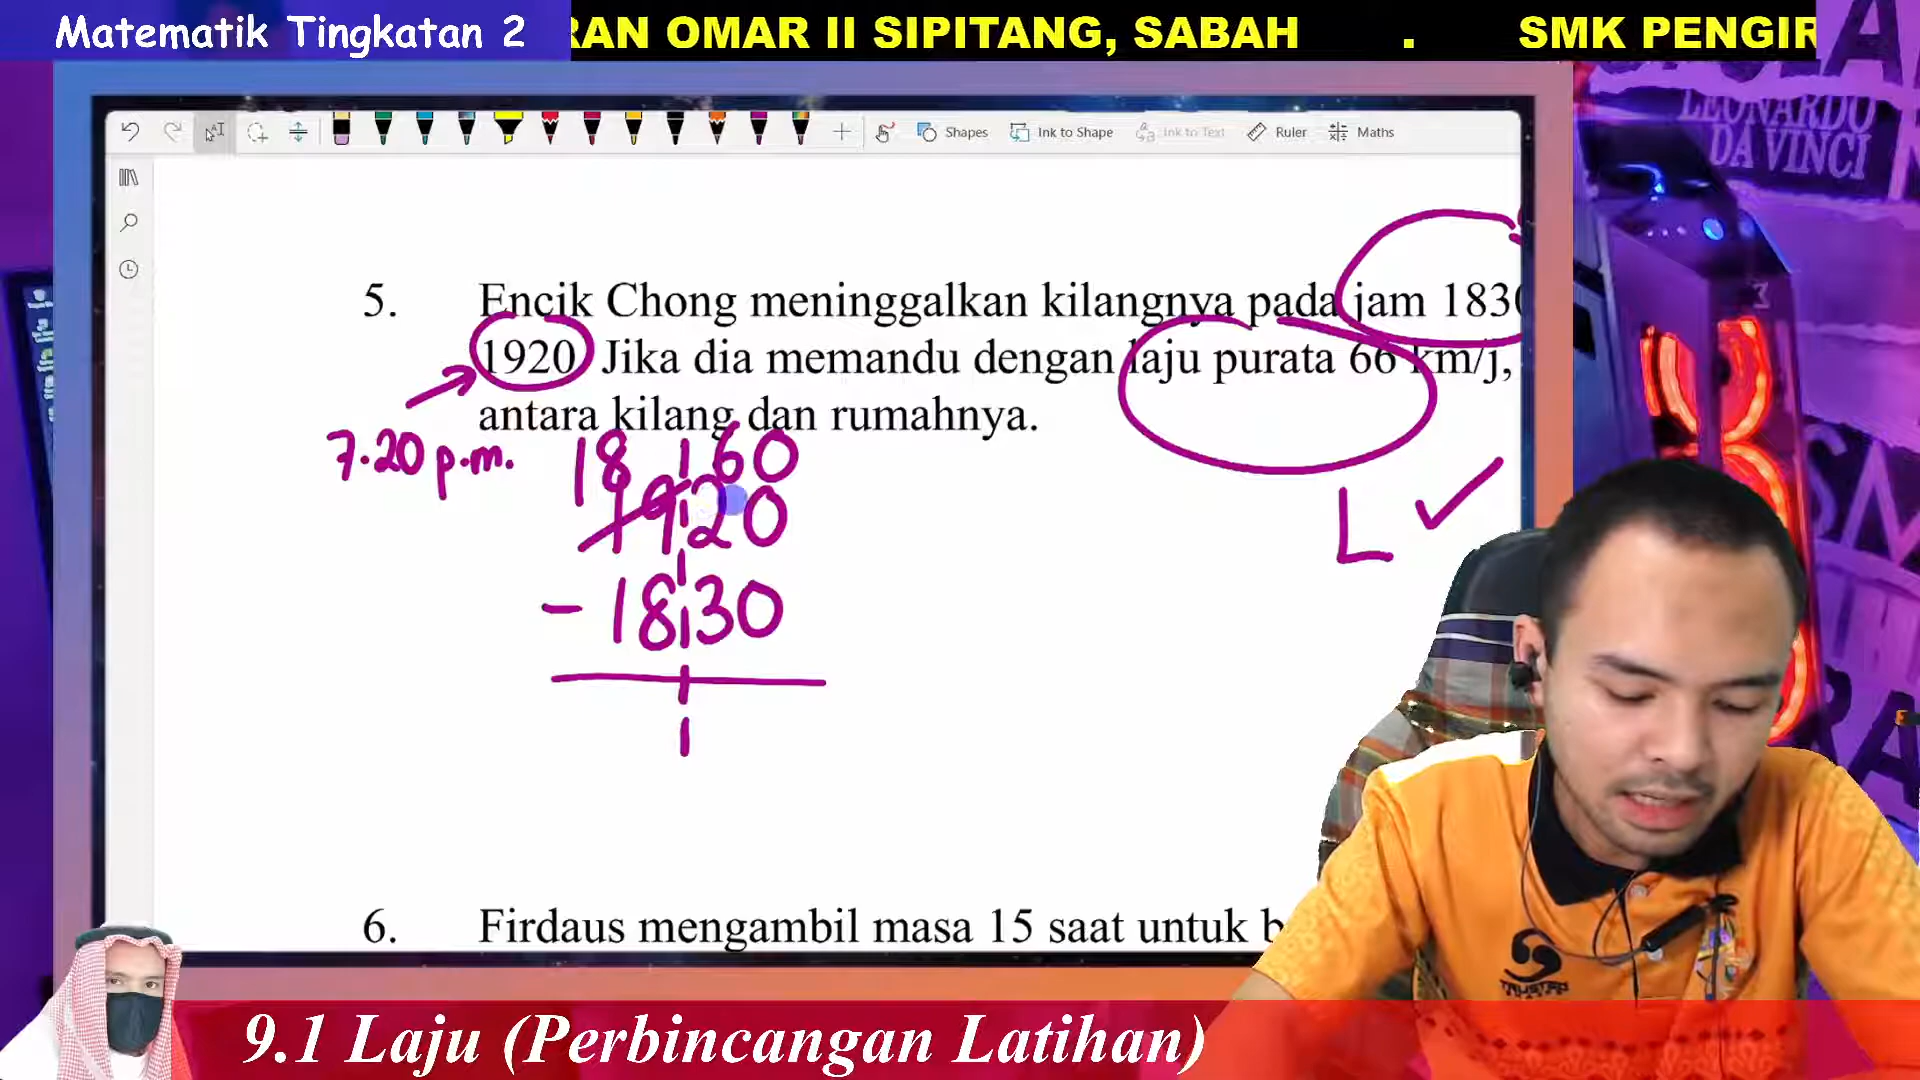 Matematik Tingkatan 2
RAN OMAR II SIPITANG, SABAH . SMK PENGIR
LEONARDO
DA VINCI
Shapes Ink to Shape Ink to Text Ruler Maths
5. Encik Chong meninggalkan kilangnya pada jam 1830
1920 Jika dia memandu dengan laju purata 66 km/j,
antara kilang dan rumahnya.
7.20 p.m.
18 60
1920
- 1830
L ✓
6. Firdaus mengambil masa 15 saat untuk b
9.1 Laju (Perbincangan Latihan)